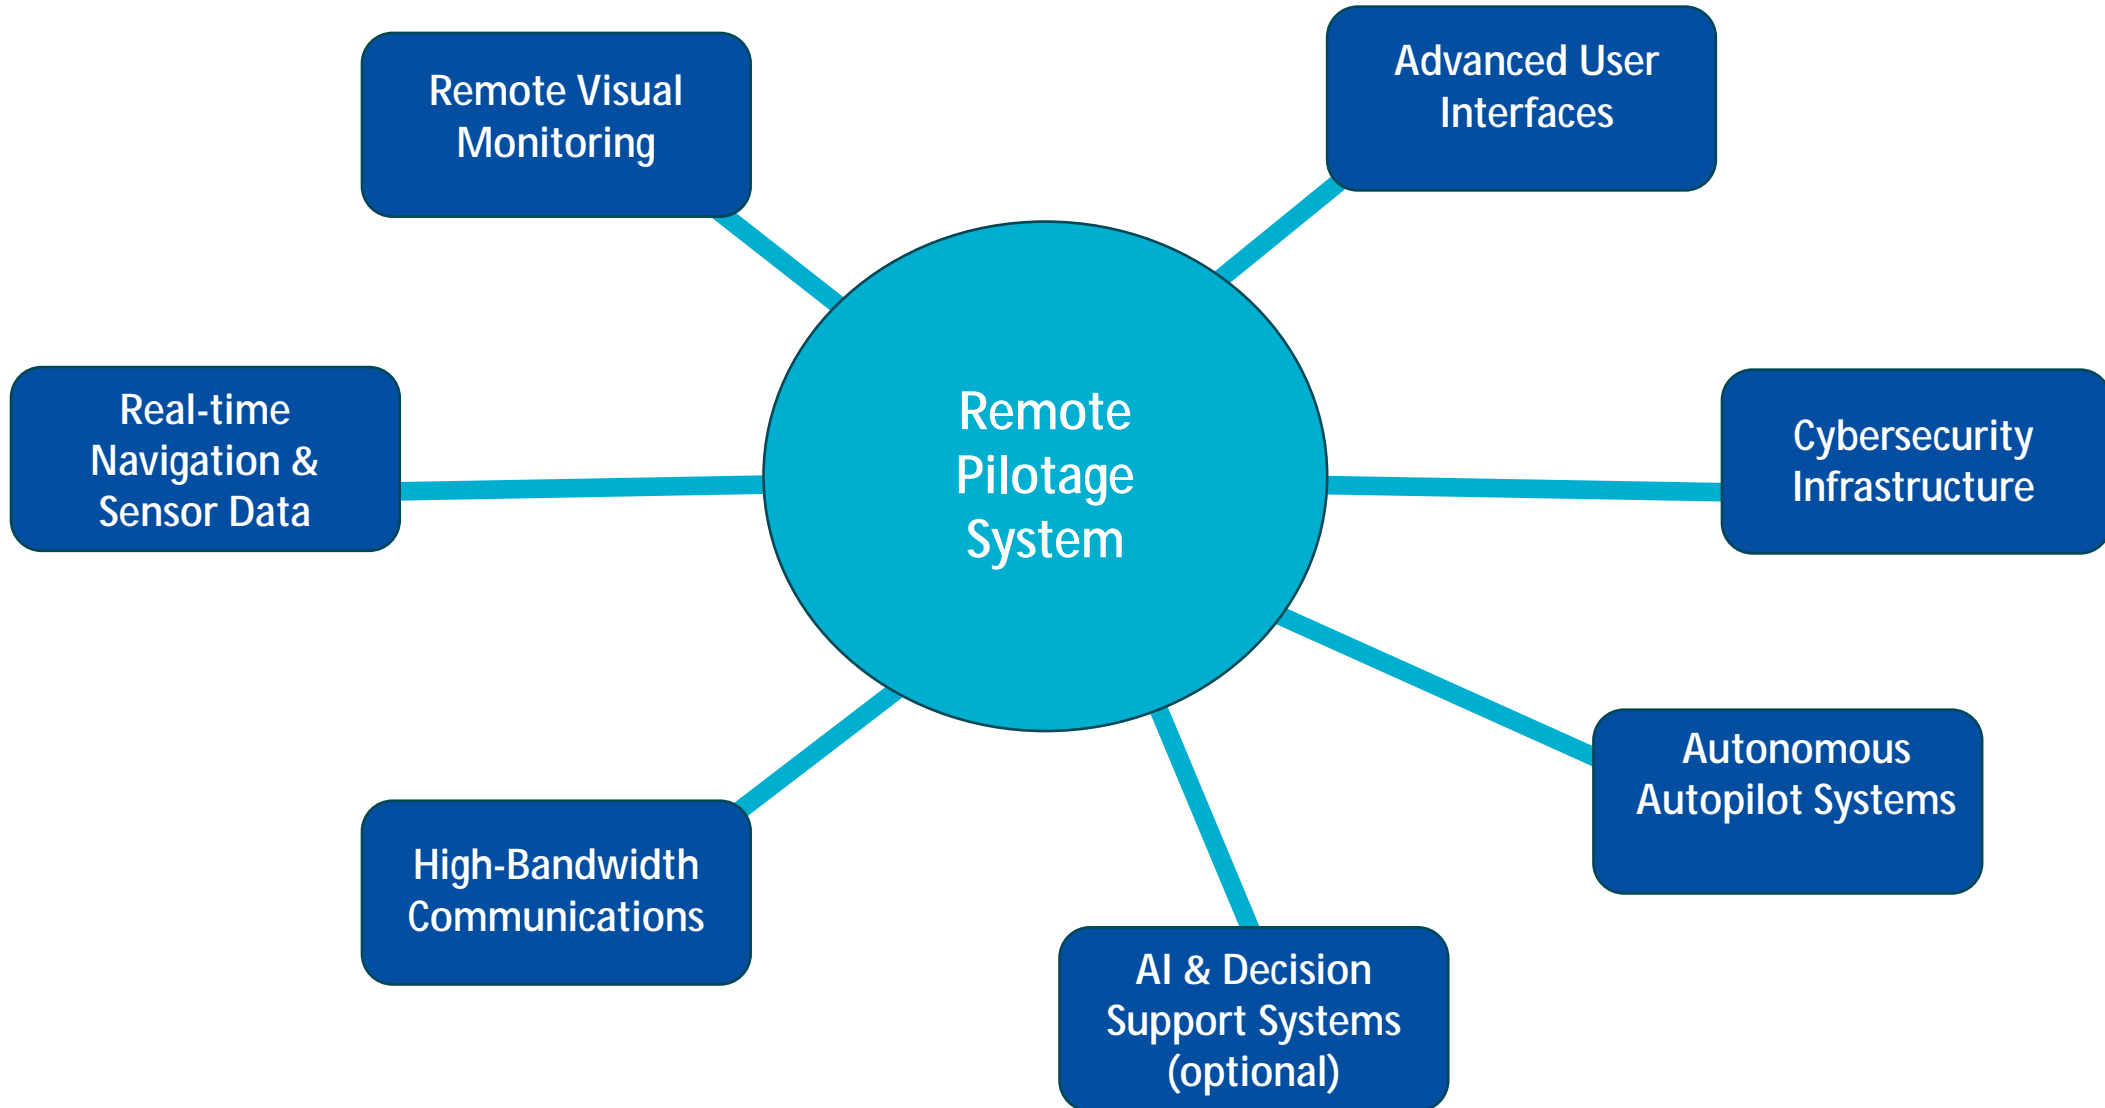 Remote Visual
Monitoring
Advanced User
Interfaces
Real-time
Navigation &
Sensor Data
Remote
Pilotage
System
Cybersecurity
Infrastructure
Autonomous
Autopilot Systems
High-Bandwidth
Communications
AI & Decision
Support Systems
(optional)